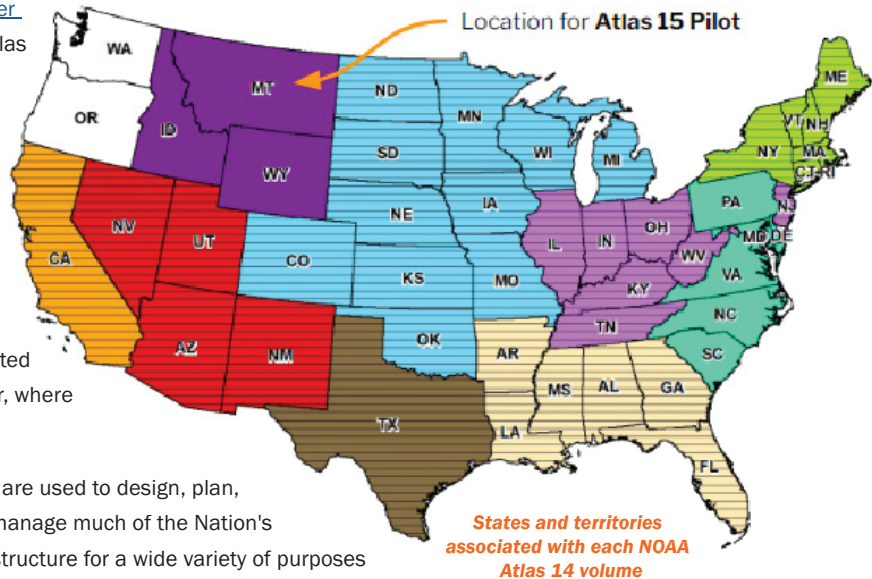 er
las
Location for Atlas 15 Pilot
WA
MT
ND
MN
ME
OR
ID
SD
WI
MI
VT
NH
NY
MA
CT
RI
WY
NE
IA
PA
NJ
NV
UT
CO
IL
IN
OH
MD
DE
WV
CA
KS
MO
KY
VA
NC
TN
AZ
NM
OK
AR
SC
MS
AL
GA
TX
LA
FL
ted
r, where
are used to design, plan,
manage much of the Nation's
structure for a wide variety of purposes
States and territories
associated with each NOAA
Atlas 14 volume